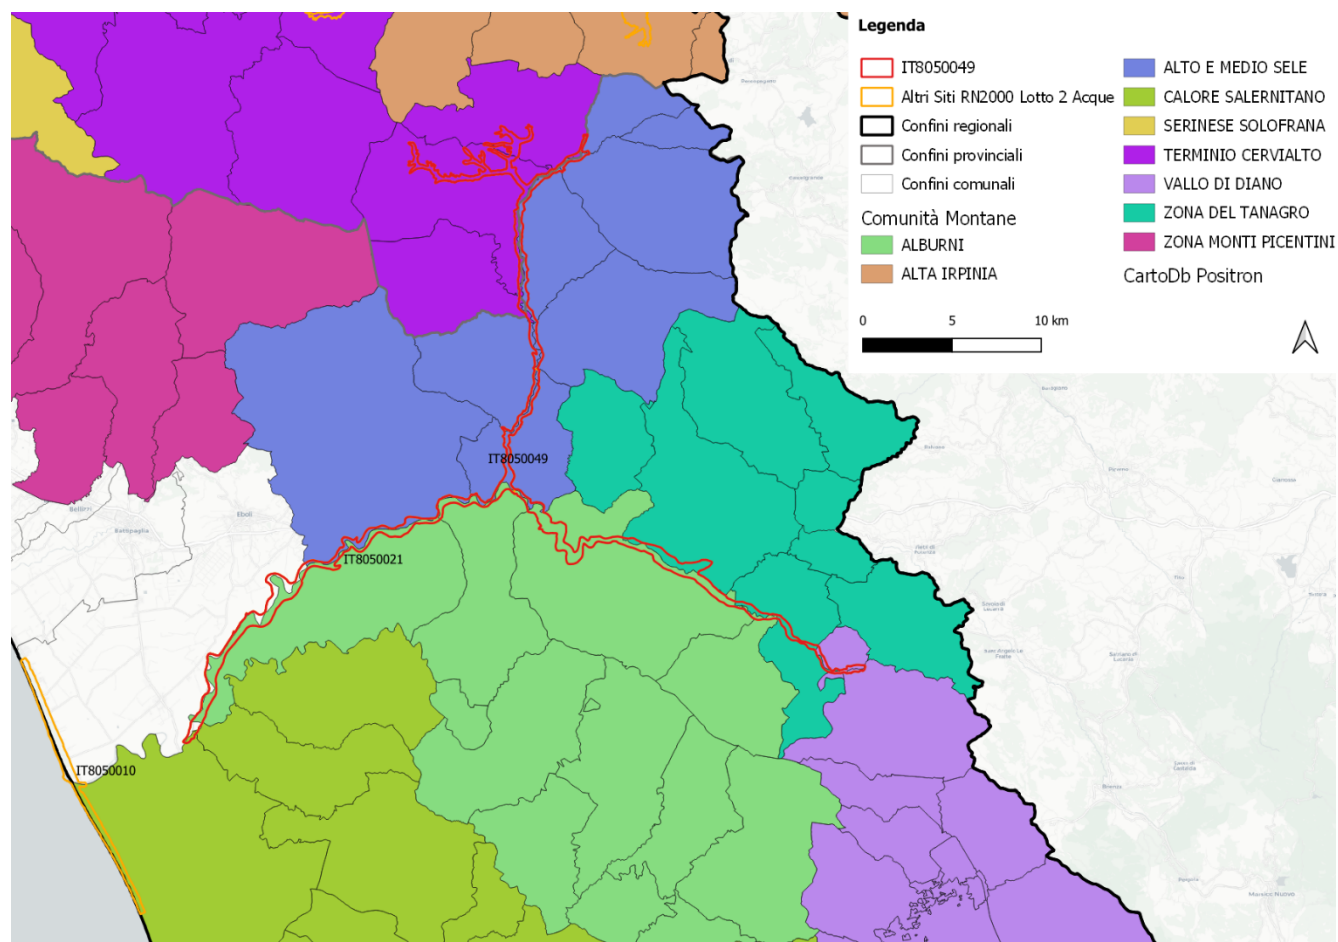 Legenda
IT8050049
Altri Siti RN2000 Lotto 2 Acque
Confini regionali
Confini provinciali
Confini comunali
Comunità Montane
ALBURNI
ALTA IRPINIA
ALTO E MEDIO SELE
CALORE SALERNITANO
SERINESE SOLOFRANA
TERMINIO CERVIALTO
VALLO DI DIANO
ZONA DEL TANAGRO
ZONA MONTI PICENTINI
CartoDb Positron
0 5 10 km
IT8050049
Eboli
Battipaglia
IT8050021
IT8050010